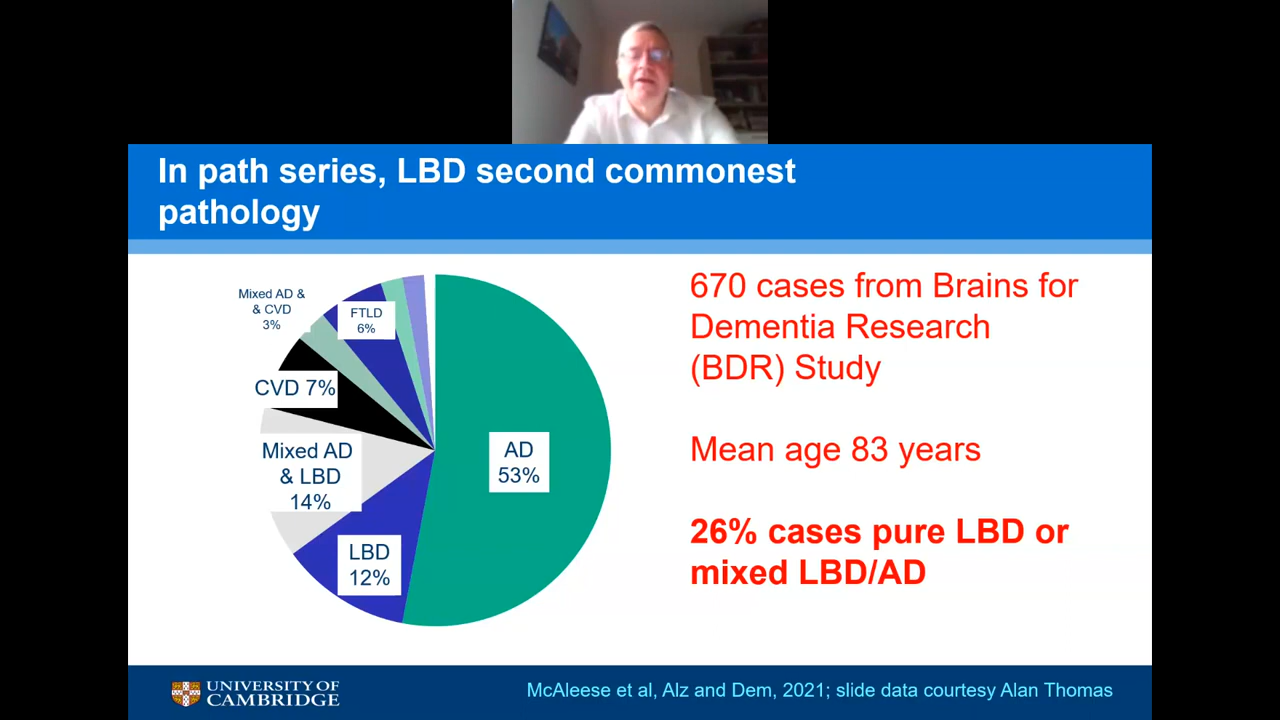 In path series, LBD second commonest
pathology
Mixed AD &
& CVD
3%
FTLD
6%
CVD 7%
Mixed AD
& LBD
14%
LBD
12%
AD
53%
670 cases from Brains for
Dementia Research
(BDR) Study
Mean age 83 years
26% cases pure LBD or
mixed LBD/AD
UNIVERSITY OF
CAMBRIDGE
McAleese et al, Alz and Dem, 2021; slide data courtesy Alan Thomas